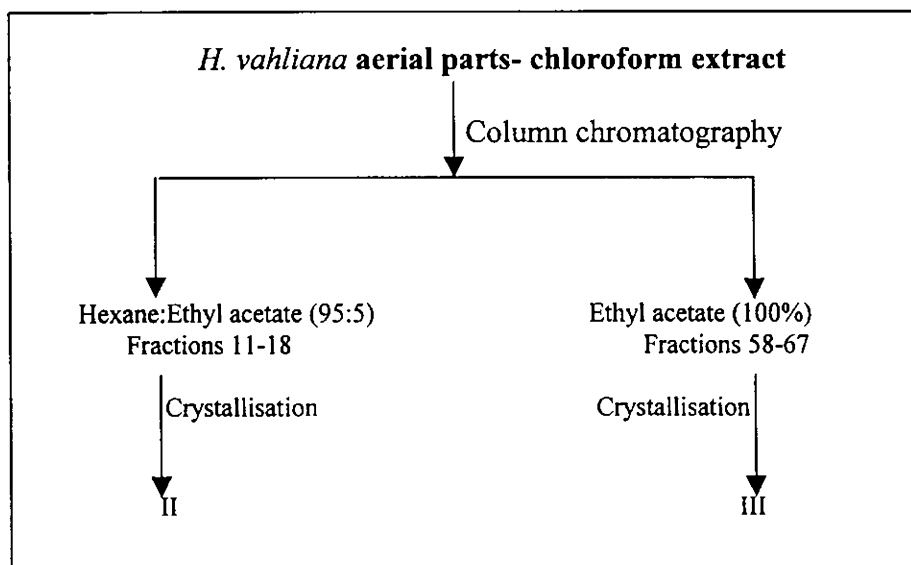 H. vahliana aerial parts- chloroform extract
Column chromatography
Hexane:Ethyl acetate (95:5)
Fractions 11-18
Crystallisation
II
Ethyl acetate (100%)
Fractions 58-67
Crystallisation
III